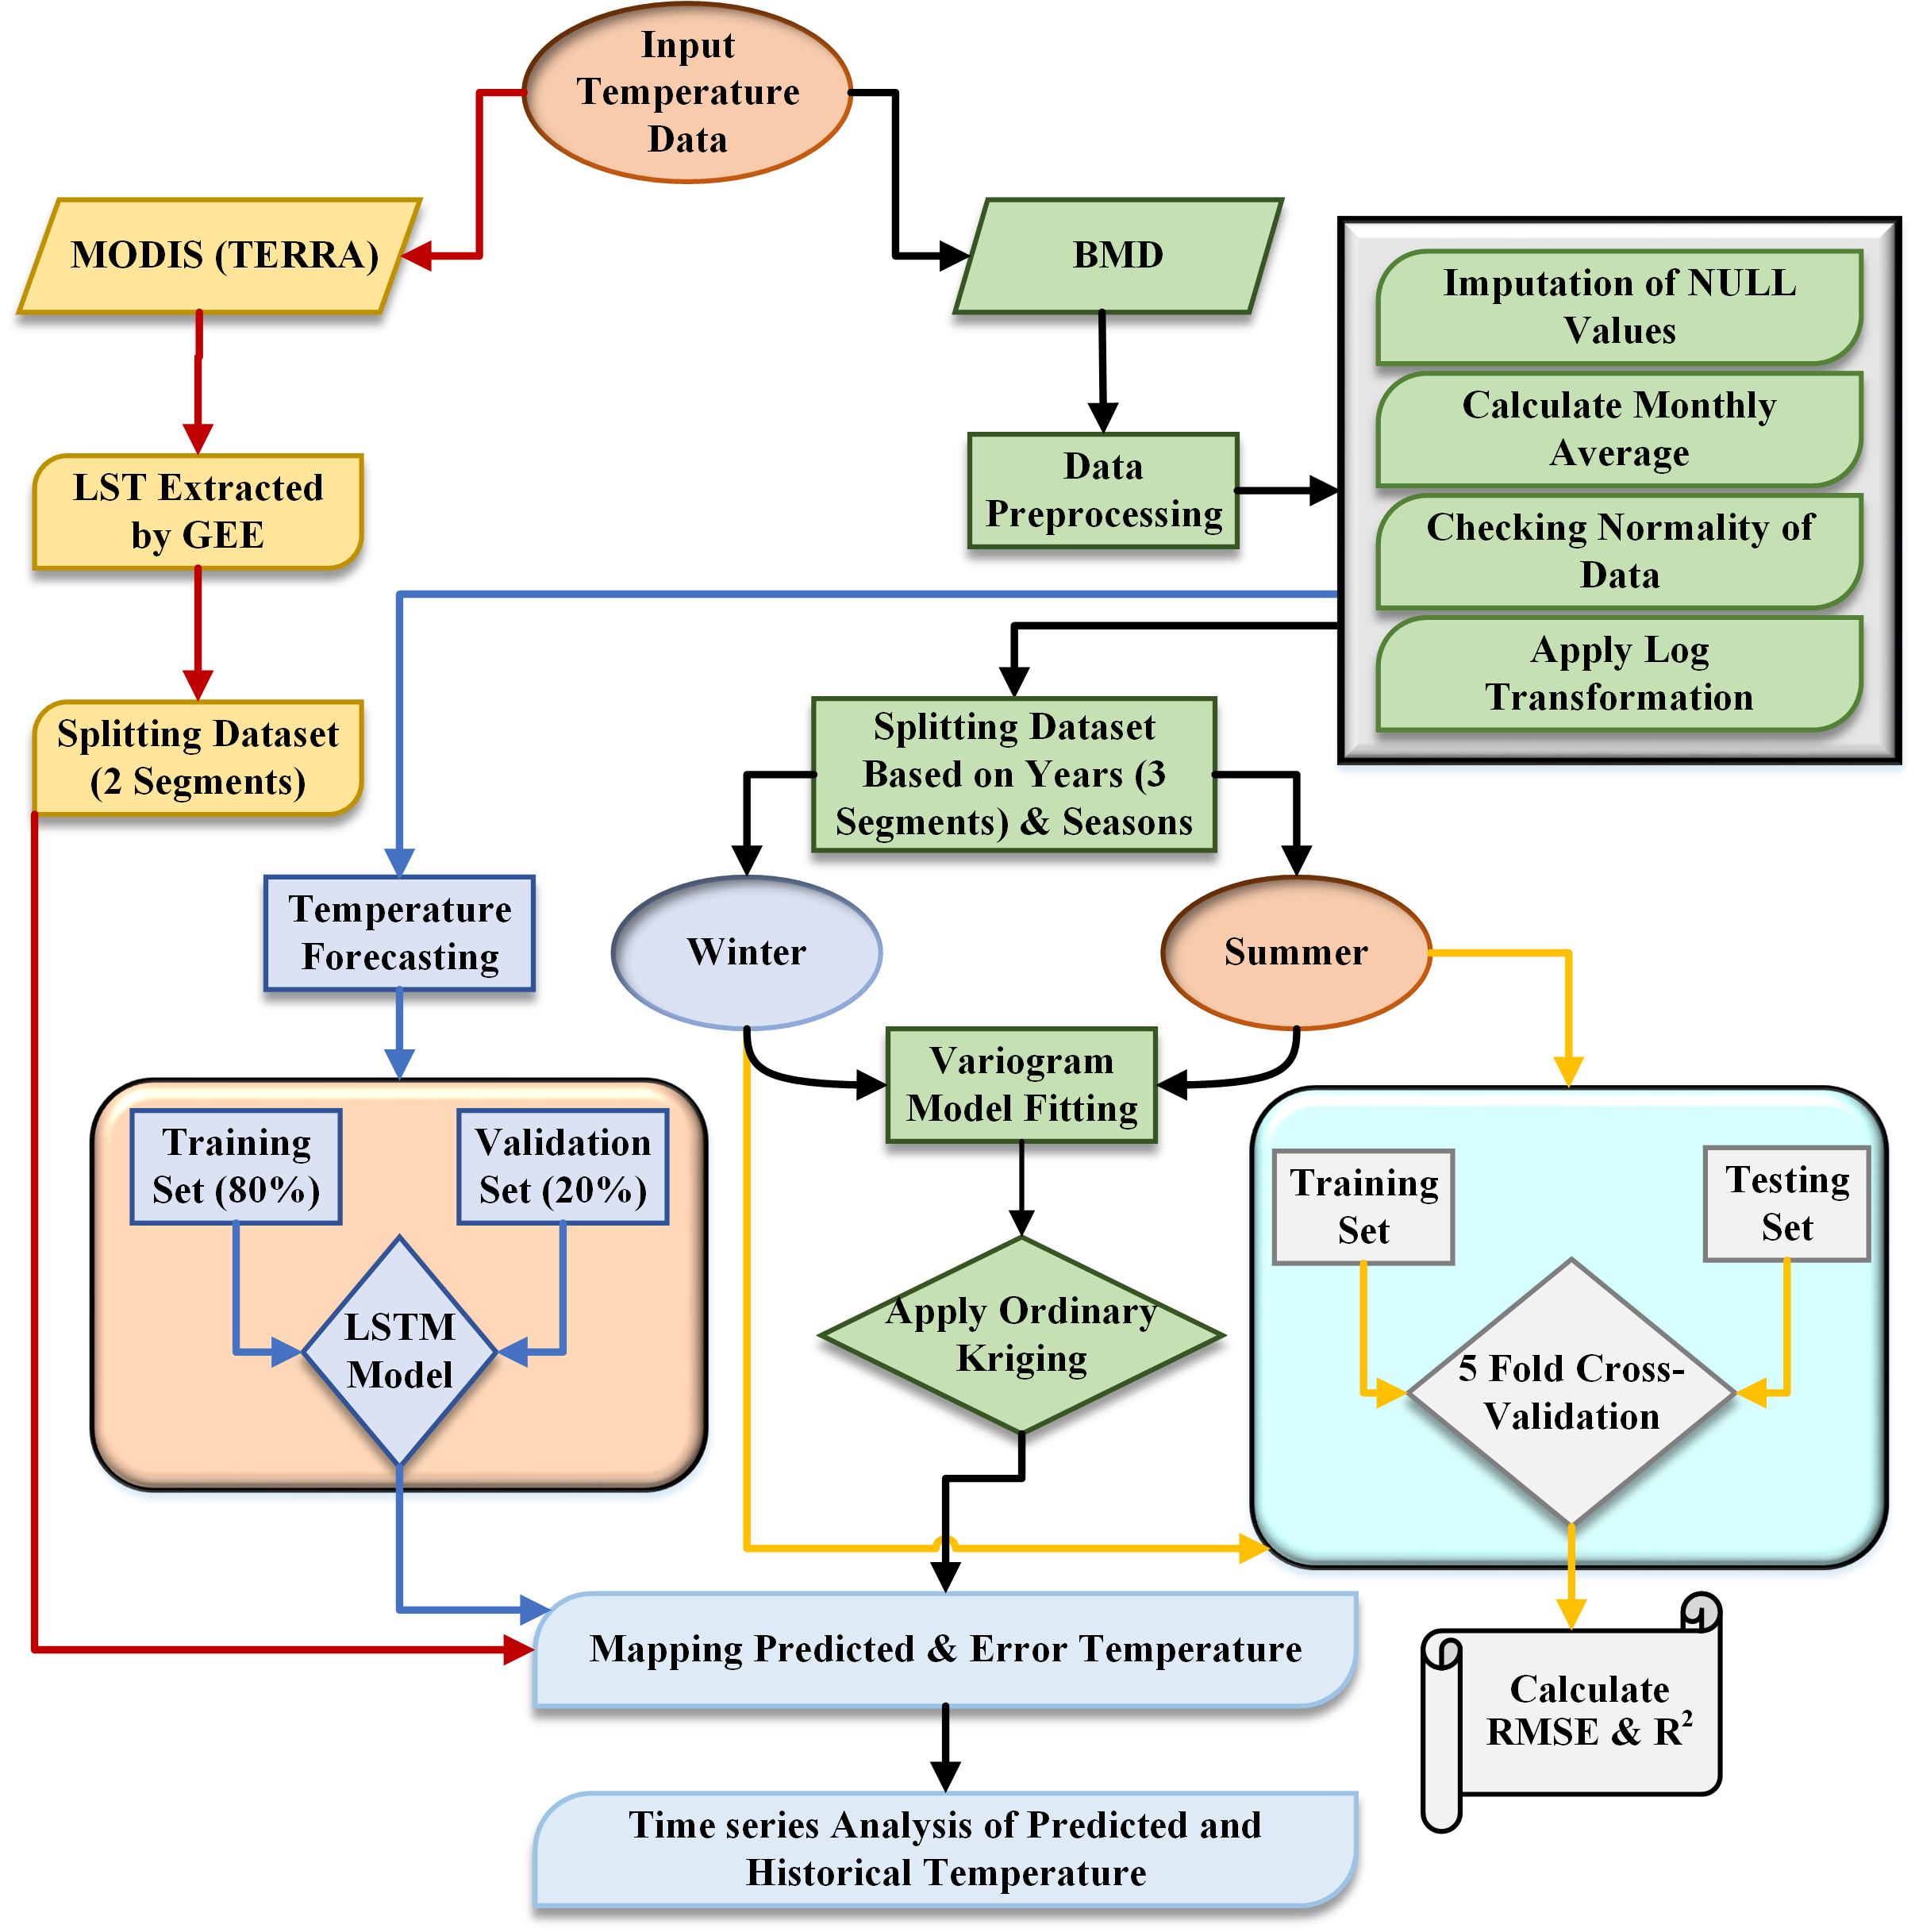 Input
Temperature
Data
MODIS (TERRA)
BMD
Imputation of NULL
Values
Calculate Monthly
Average
Checking Normality of
Data
Apply Log
Transformation
LST Extracted
by GEE
Data
Preprocessing
Splitting Dataset
(2 Segments)
Splitting Dataset
Based on Years (3
Segments) & Seasons
Temperature
Forecasting
Winter
Summer
Variogram
Model Fitting
Training
Set (80%)
Validation
Set (20%)
LSTM
Model
Apply Ordinary
Kriging
Training
Set
Testing
Set
5 Fold Cross-
Validation
Mapping Predicted & Error Temperature
Calculate
RMSE & R²
Time series Analysis of Predicted and
Historical Temperature